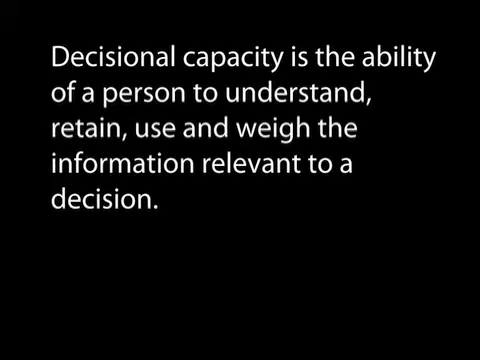 Decisional capacity is the ability
of a person to understand,
retain, use and weigh the
information relevant to a
decision.